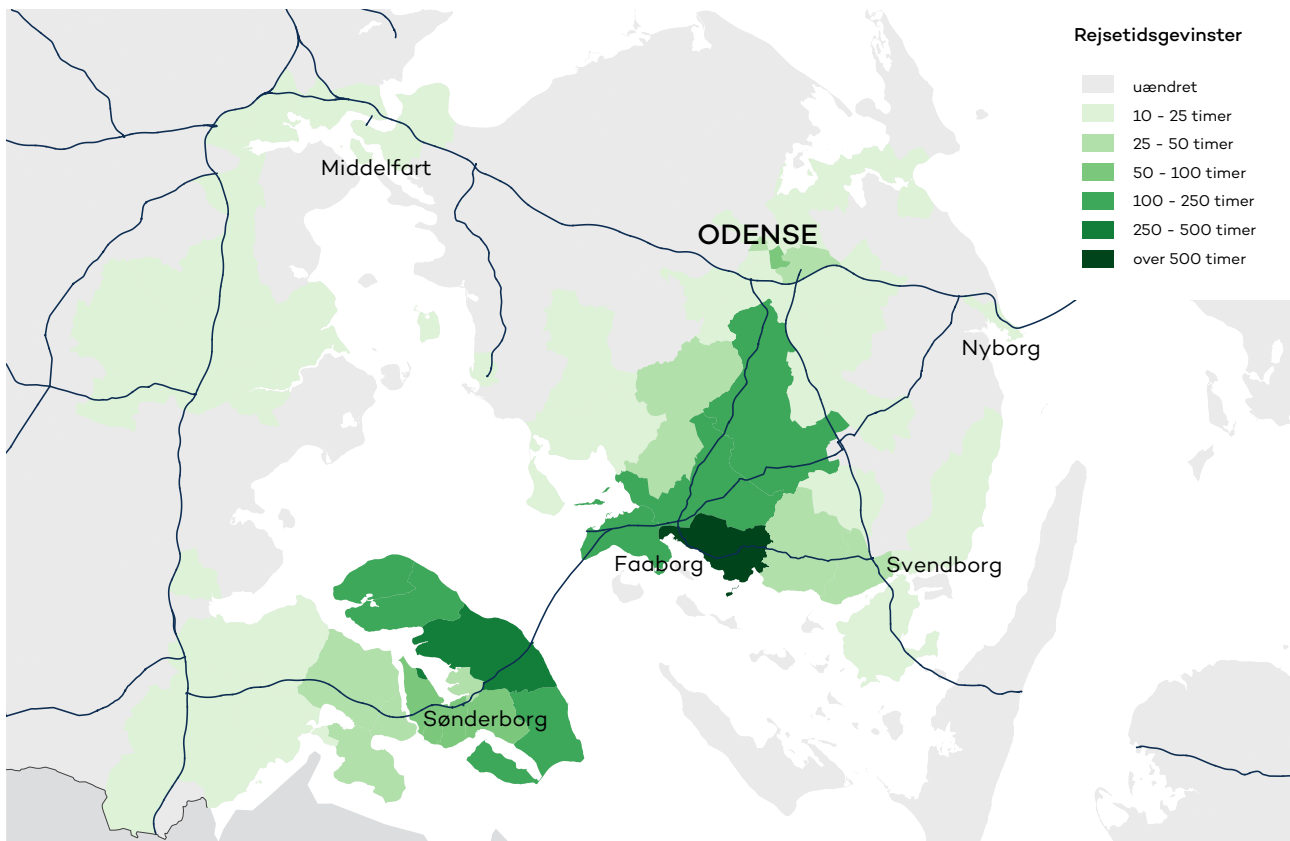 Rejsetidsgevinster
uændret
10 - 25 timer
25 - 50 timer
50 - 100 timer
100 - 250 timer
250 - 500 timer
over 500 timer
Middelfart
ODENSE
Nyborg
Faaborg
Svendborg
Sønderborg